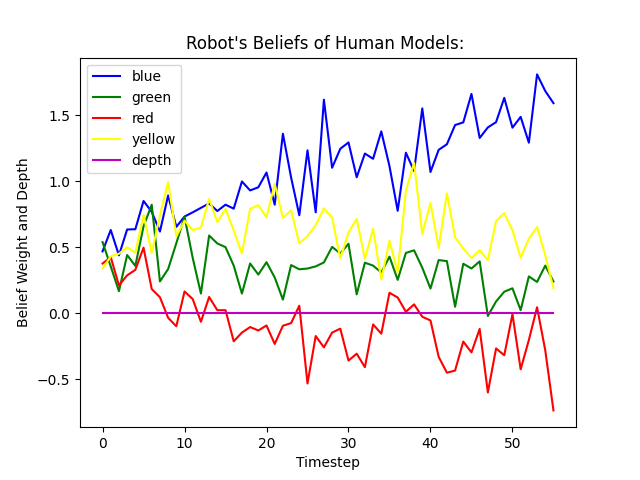 Robot's Beliefs of Human Models:
blue
green
red
yellow
depth
Belief Weight and Depth
1.5
1.0
0.5
0.0
−0.5
0 10 20 30 40 50
Timestep